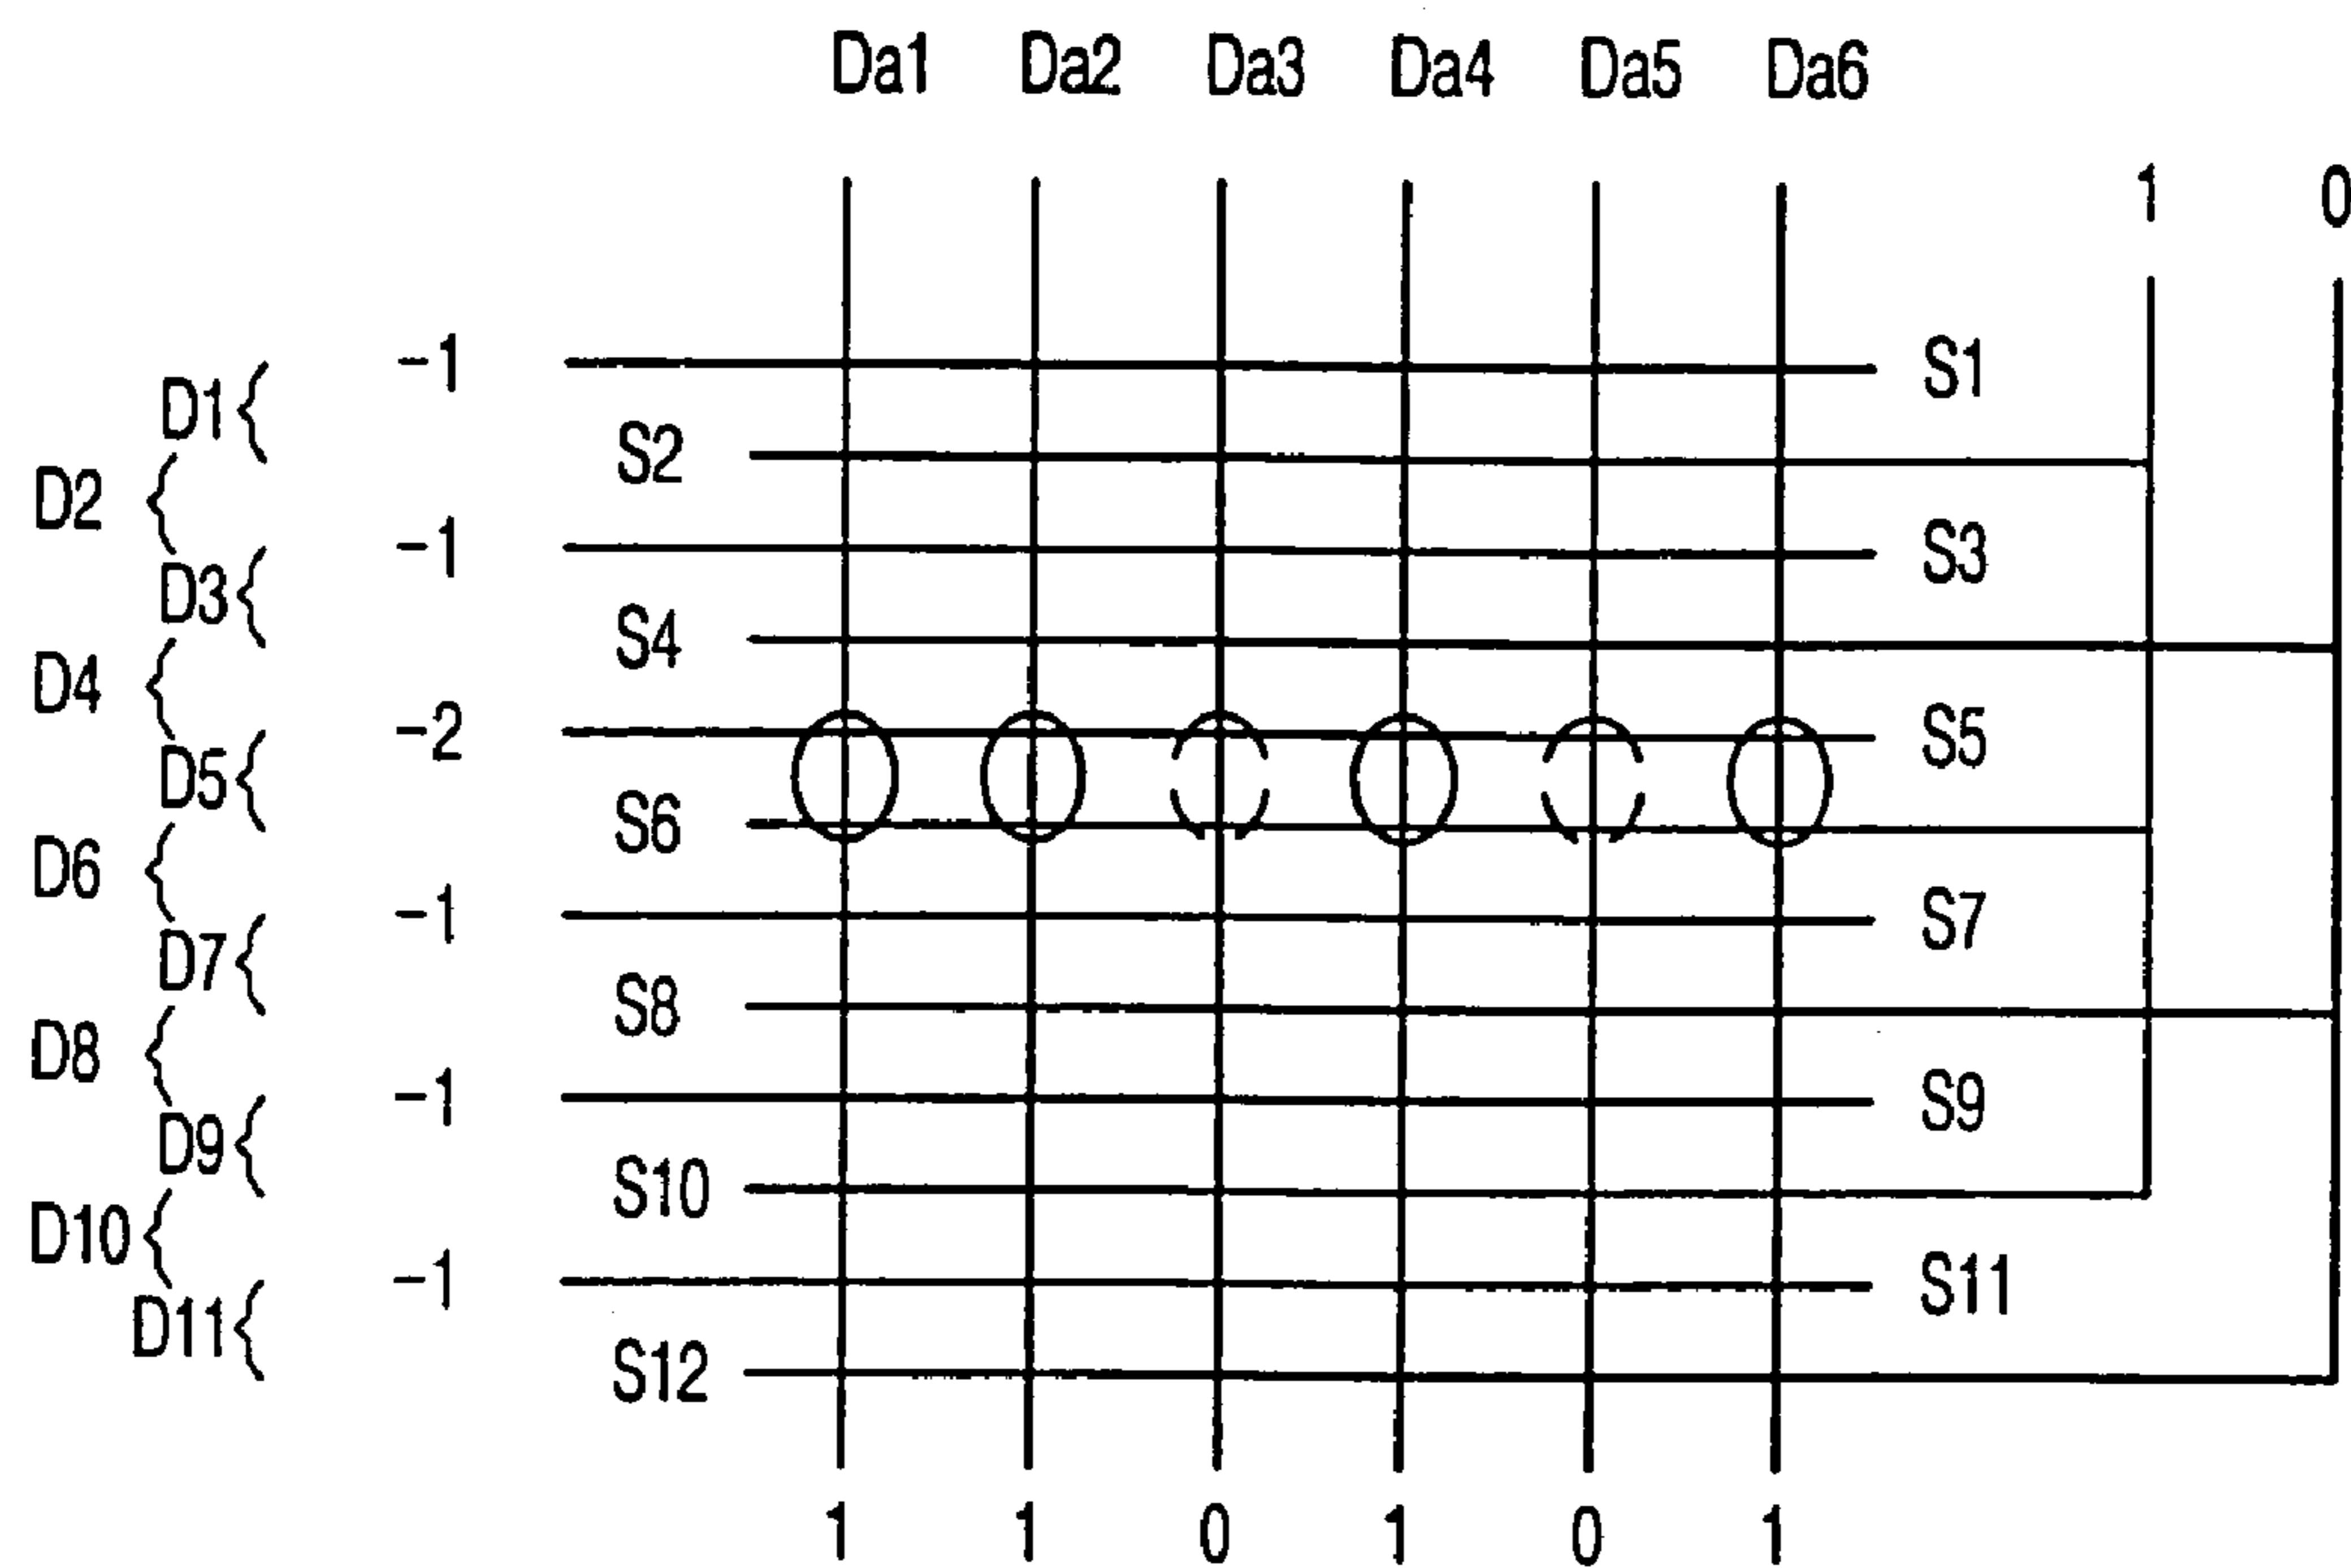 Da1 Da2 Da3 Da4 Da5 Da6
1 0
-1 S1
D1
S2
D2
-1 S3
D3
S4
D4
-2 S5
D5
S6
D6
-1 S7
D7
S8
D8
-1 S9
D9
S10
D10
-1 S11
D11
S12
1 1 0 1 0 1